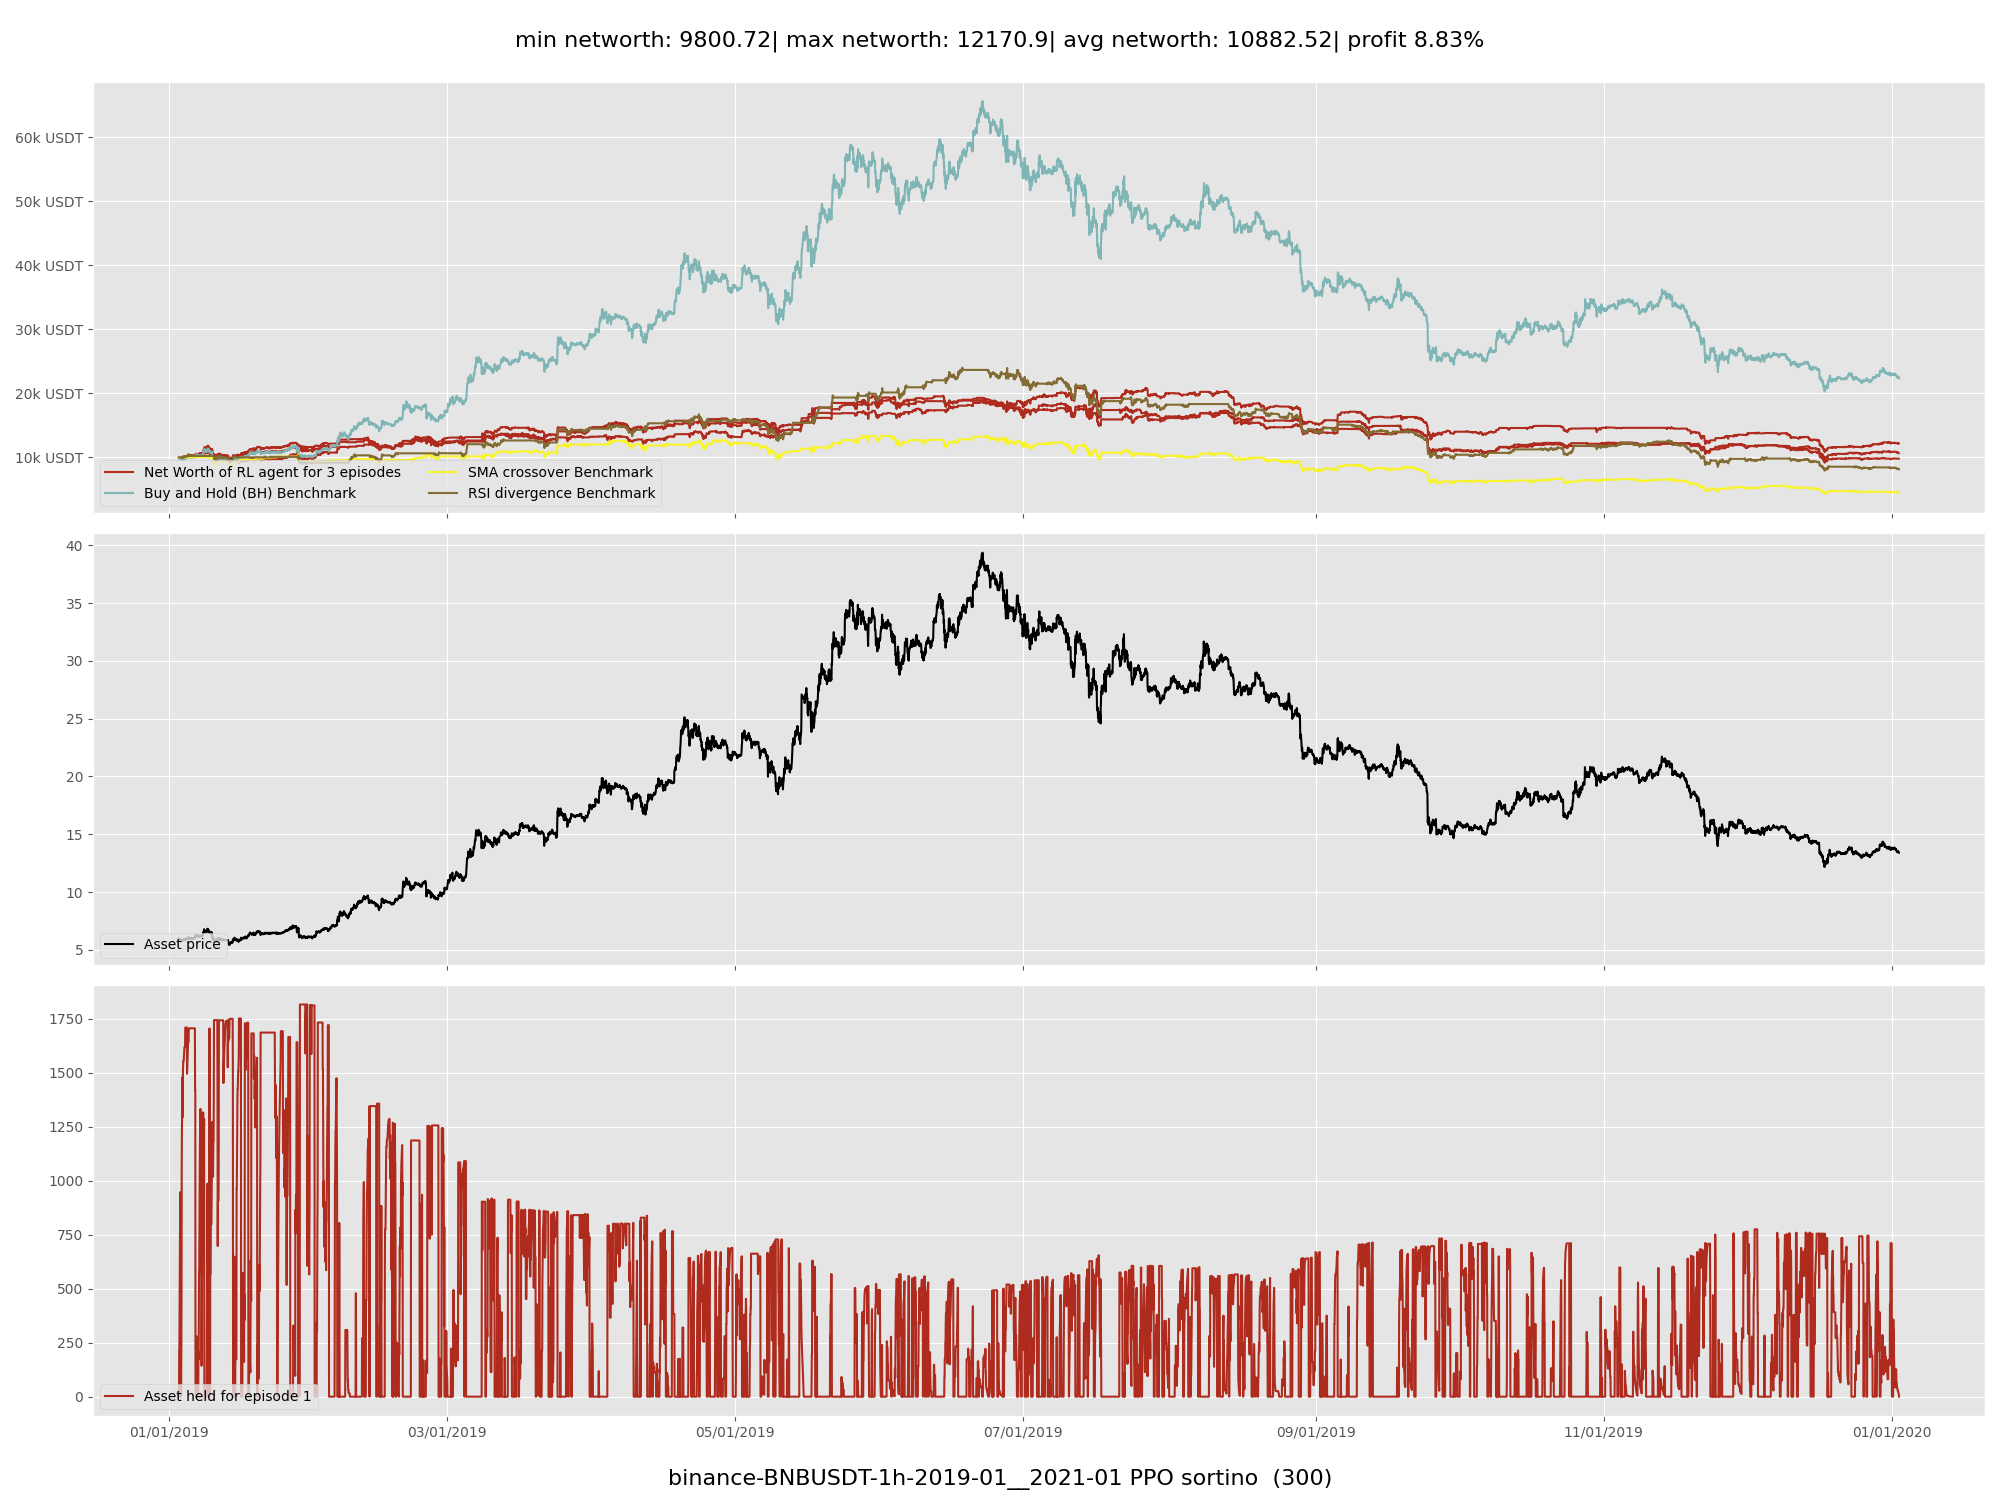 min networth: 9800.72| max networth: 12170.9| avg networth: 10882.52| profit 8.83%
60k USDT
50k USDT
40k USDT
30k USDT
20k USDT
10k USDT
Net Worth of RL agent for 3 episodes
Buy and Hold (BH) Benchmark
SMA crossover Benchmark
RSI divergence Benchmark
40
35
30
25
20
15
10
5
Asset price
1750
1500
1250
1000
750
500
250
0
Asset held for episode 1
01/01/2019 03/01/2019 05/01/2019 07/01/2019 09/01/2019 11/01/2019 01/01/2020
binance-BNBUSDT-1h-2019-01__2021-01 PPO sortino (300)